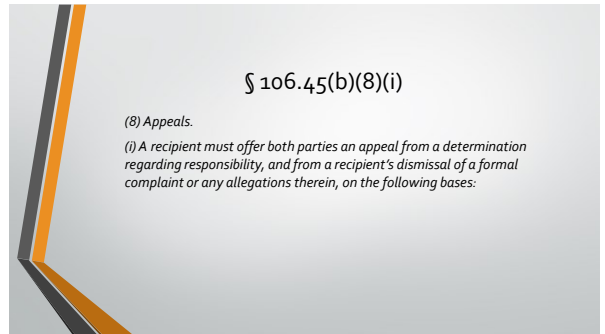 § 106.45(b)(8)(i)
(8) Appeals.
(i) A recipient must offer both parties an appeal from a determination
regarding responsibility, and from a recipient’s dismissal of a formal
complaint or any allegations therein, on the following bases: